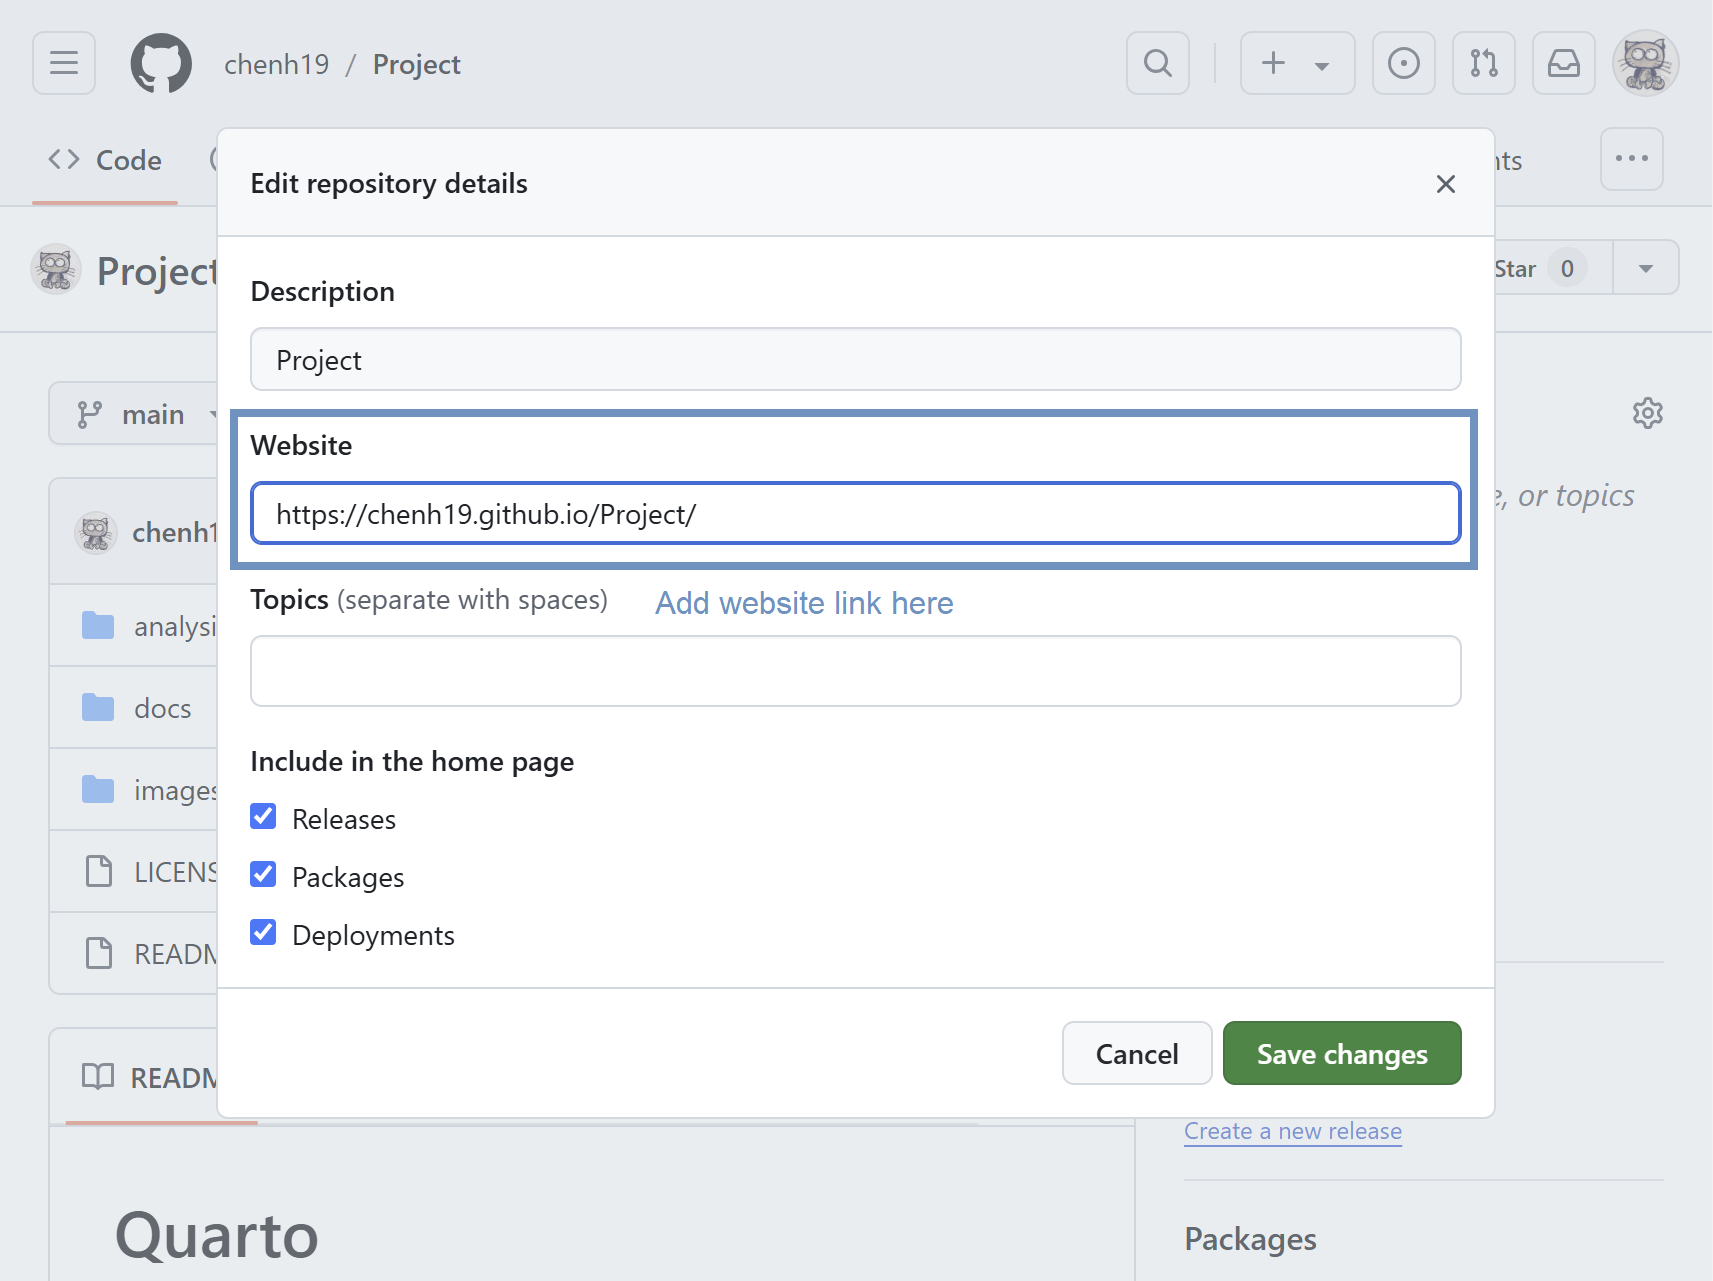 chenh19 / Project
Code
nts
Edit repository details
Project
Star 0
Description
Project
main
Website
https://chenh19.github.io/Project/
e, or topics
chenh1
Topics (separate with spaces)
Add website link here
analysi
docs
Include in the home page
images
Releases
LICENS
Packages
Deployments
READM
Cancel
Save changes
READM
Create a new release
Quarto
Packages